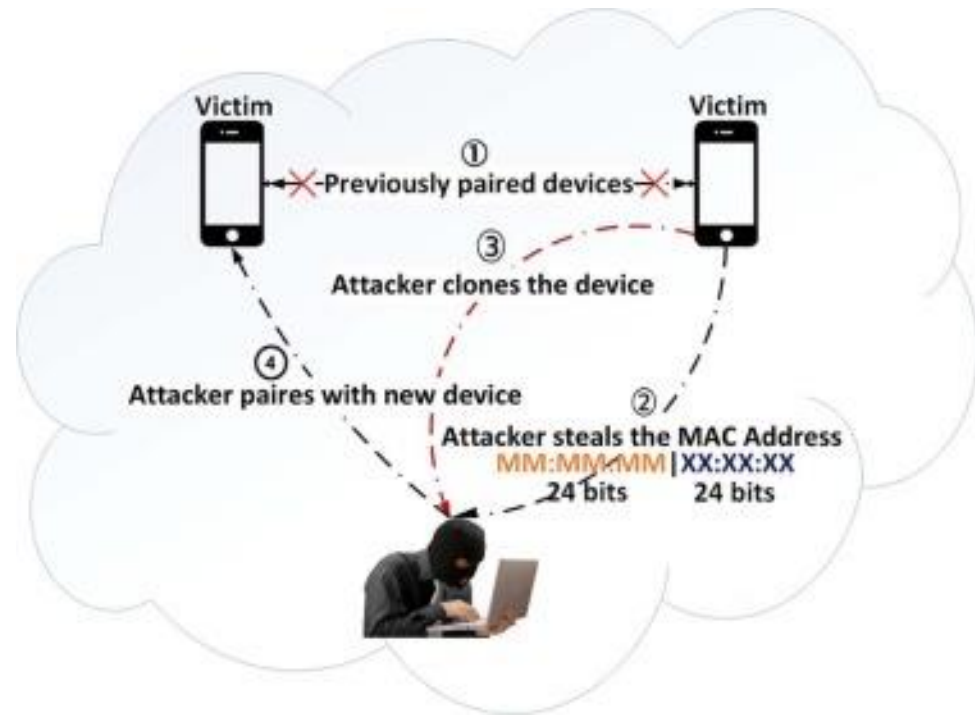 Victim
Victim
①
Previously paired devices
③
Attacker clones the device
④
Attacker paires with new device
②
Attacker steals the MAC Address
MM:MM:MM|XX:XX:XX
24 bits 24 bits